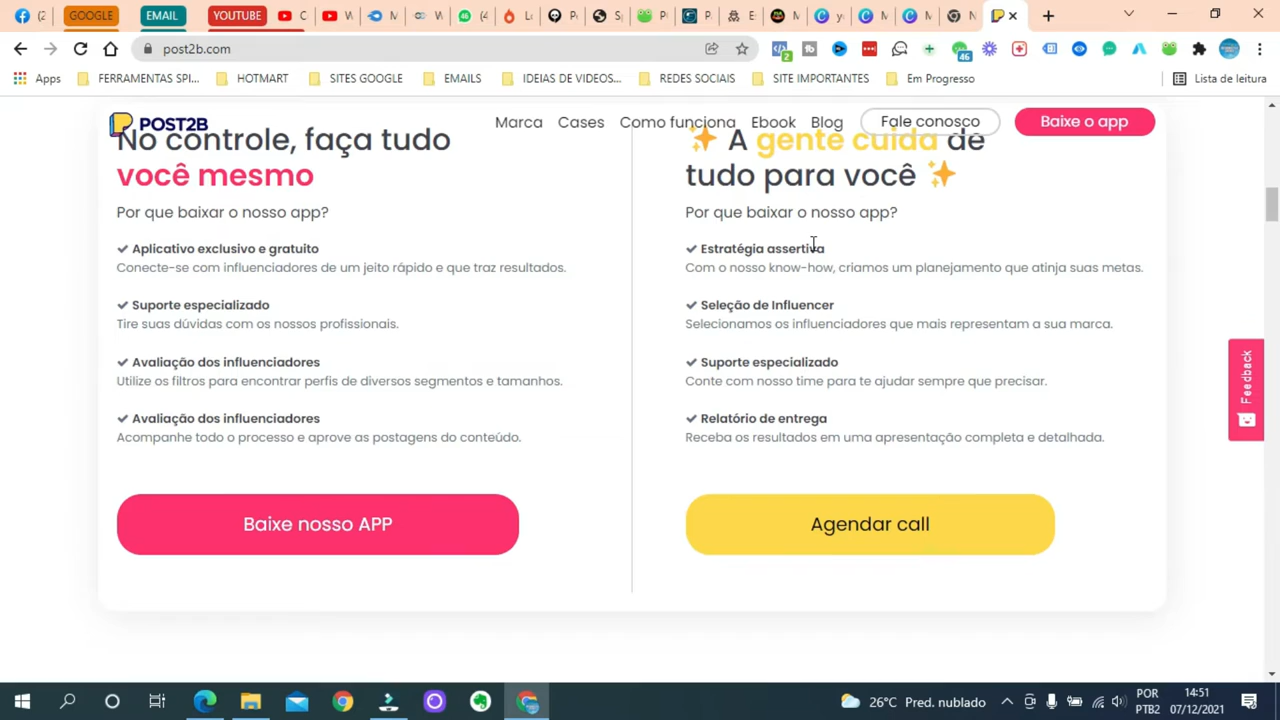 (2
GOOGLE
EMAIL
YOUTUBE
post2b.com
2
46
Apps
FERRAMENTAS SPI...
HOTMART
SITES GOOGLE
EMAILS
IDEIAS DE VIDEOS...
REDES SOCIAIS
SITE IMPORTANTES
Em Progresso
Lista de leitura
POST2B
Marca
Cases
Como funciona
Ebook
Blog
Fale conosco
Baixe o app
No controle, faça tudo
você mesmo
Por que baixar o nosso app?
Aplicativo exclusivo e gratuito
Conecte-se com influenciadores de um jeito rápido e que traz resultados.
Suporte especializado
Tire suas dúvidas com os nossos profissionais.
Avaliação dos influenciadores
Utilize os filtros para encontrar perfis de diversos segmentos e tamanhos.
Avaliação dos influenciadores
Acompanhe todo o processo e aprove as postagens do conteúdo.
Baixe nosso APP
A gente cuida de
tudo para você
Por que baixar o nosso app?
Estratégia assertiva
Com o nosso know-how, criamos um planejamento que atinja suas metas.
Seleção de Influencer
Selecionamos os influenciadores que mais representam a sua marca.
Suporte especializado
Conte com nosso time para te ajudar sempre que precisar.
Relatório de entrega
Receba os resultados em uma apresentação completa e detalhada.
Agendar call
Feedback
26°C Pred. nublado
POR
PTB2
14:51
07/12/2021